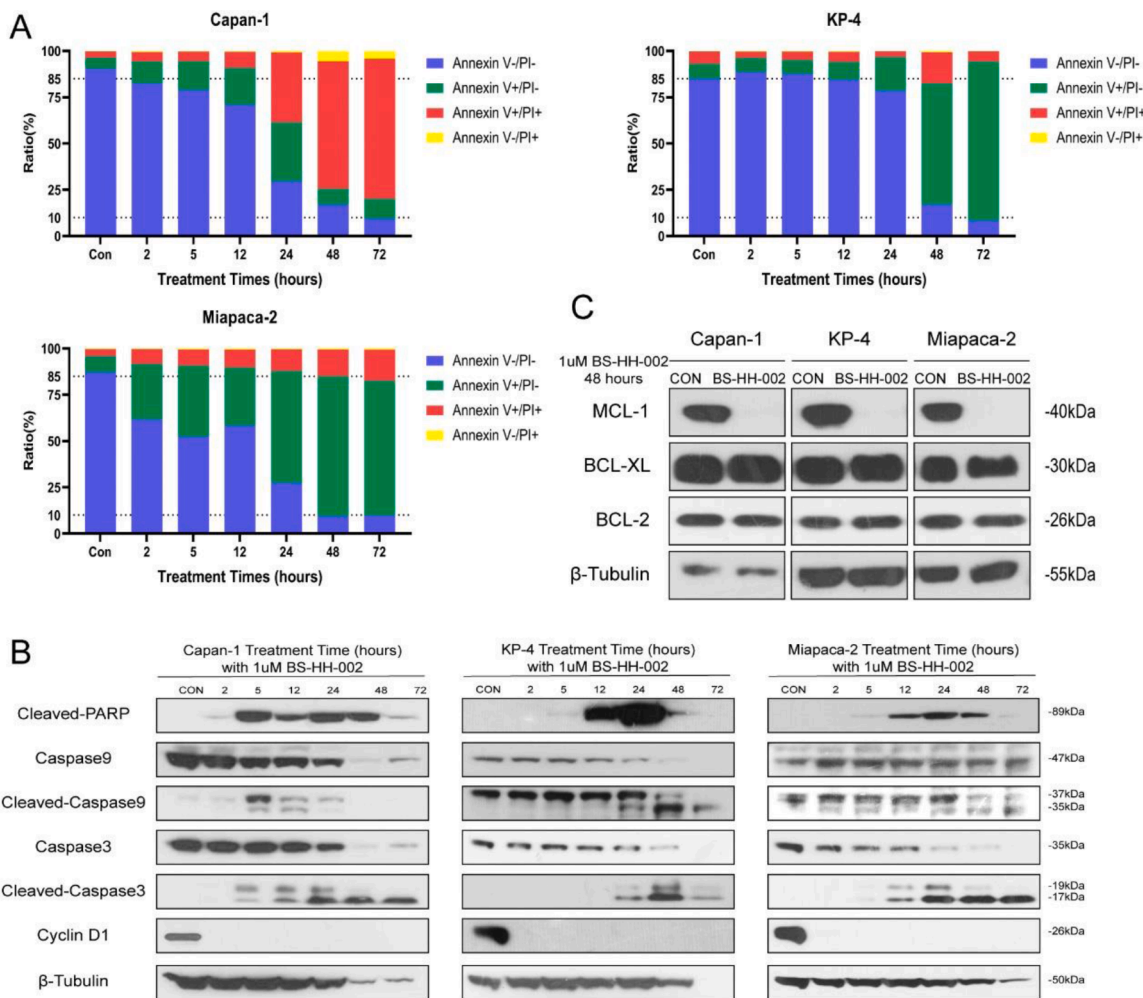 A
Capan-1
Ratio(%)
100
85
75
50
25
10
0
Con 2 5 12 24 48 72
Treatment Times (hours)
Annexin V-/PI-
Annexin V+/PI-
Annexin V+/PI+
Annexin V-/PI+
KP-4
Ratio(%)
100
85
75
50
25
10
0
Con 2 5 12 24 48 72
Treatment Times (hours)
Annexin V-/PI-
Annexin V+/PI-
Annexin V+/PI+
Annexin V-/PI+
Miapaca-2
Ratio(%)
100
85
75
50
25
10
0
Con 2 5 12 24 48 72
Treatment Times (hours)
Annexin V-/PI-
Annexin V+/PI-
Annexin V+/PI+
Annexin V-/PI+
C
Capan-1 KP-4 Miapaca-2
1uM BS-HH-002
48 hours
CON BS-HH-002 CON BS-HH-002 CON BS-HH-002
MCL-1 -40kDa
BCL-XL -30kDa
BCL-2 -26kDa
β-Tubulin -55kDa
B
Capan-1 Treatment Time (hours)
with 1uM BS-HH-002
KP-4 Treatment Time (hours)
with 1uM BS-HH-002
Miapaca-2 Treatment Time (hours)
with 1uM BS-HH-002
CON 2 5 12 24 48 72 CON 2 5 12 24 48 72 CON 2 5 12 24 48 72
Cleaved-PARP -89kDa
Caspase9 -47kDa
Cleaved-Caspase9 -37kDa
-35kDa
Caspase3 -35kDa
Cleaved-Caspase3 -19kDa
-17kDa
Cyclin D1 -26kDa
β-Tubulin -50kDa